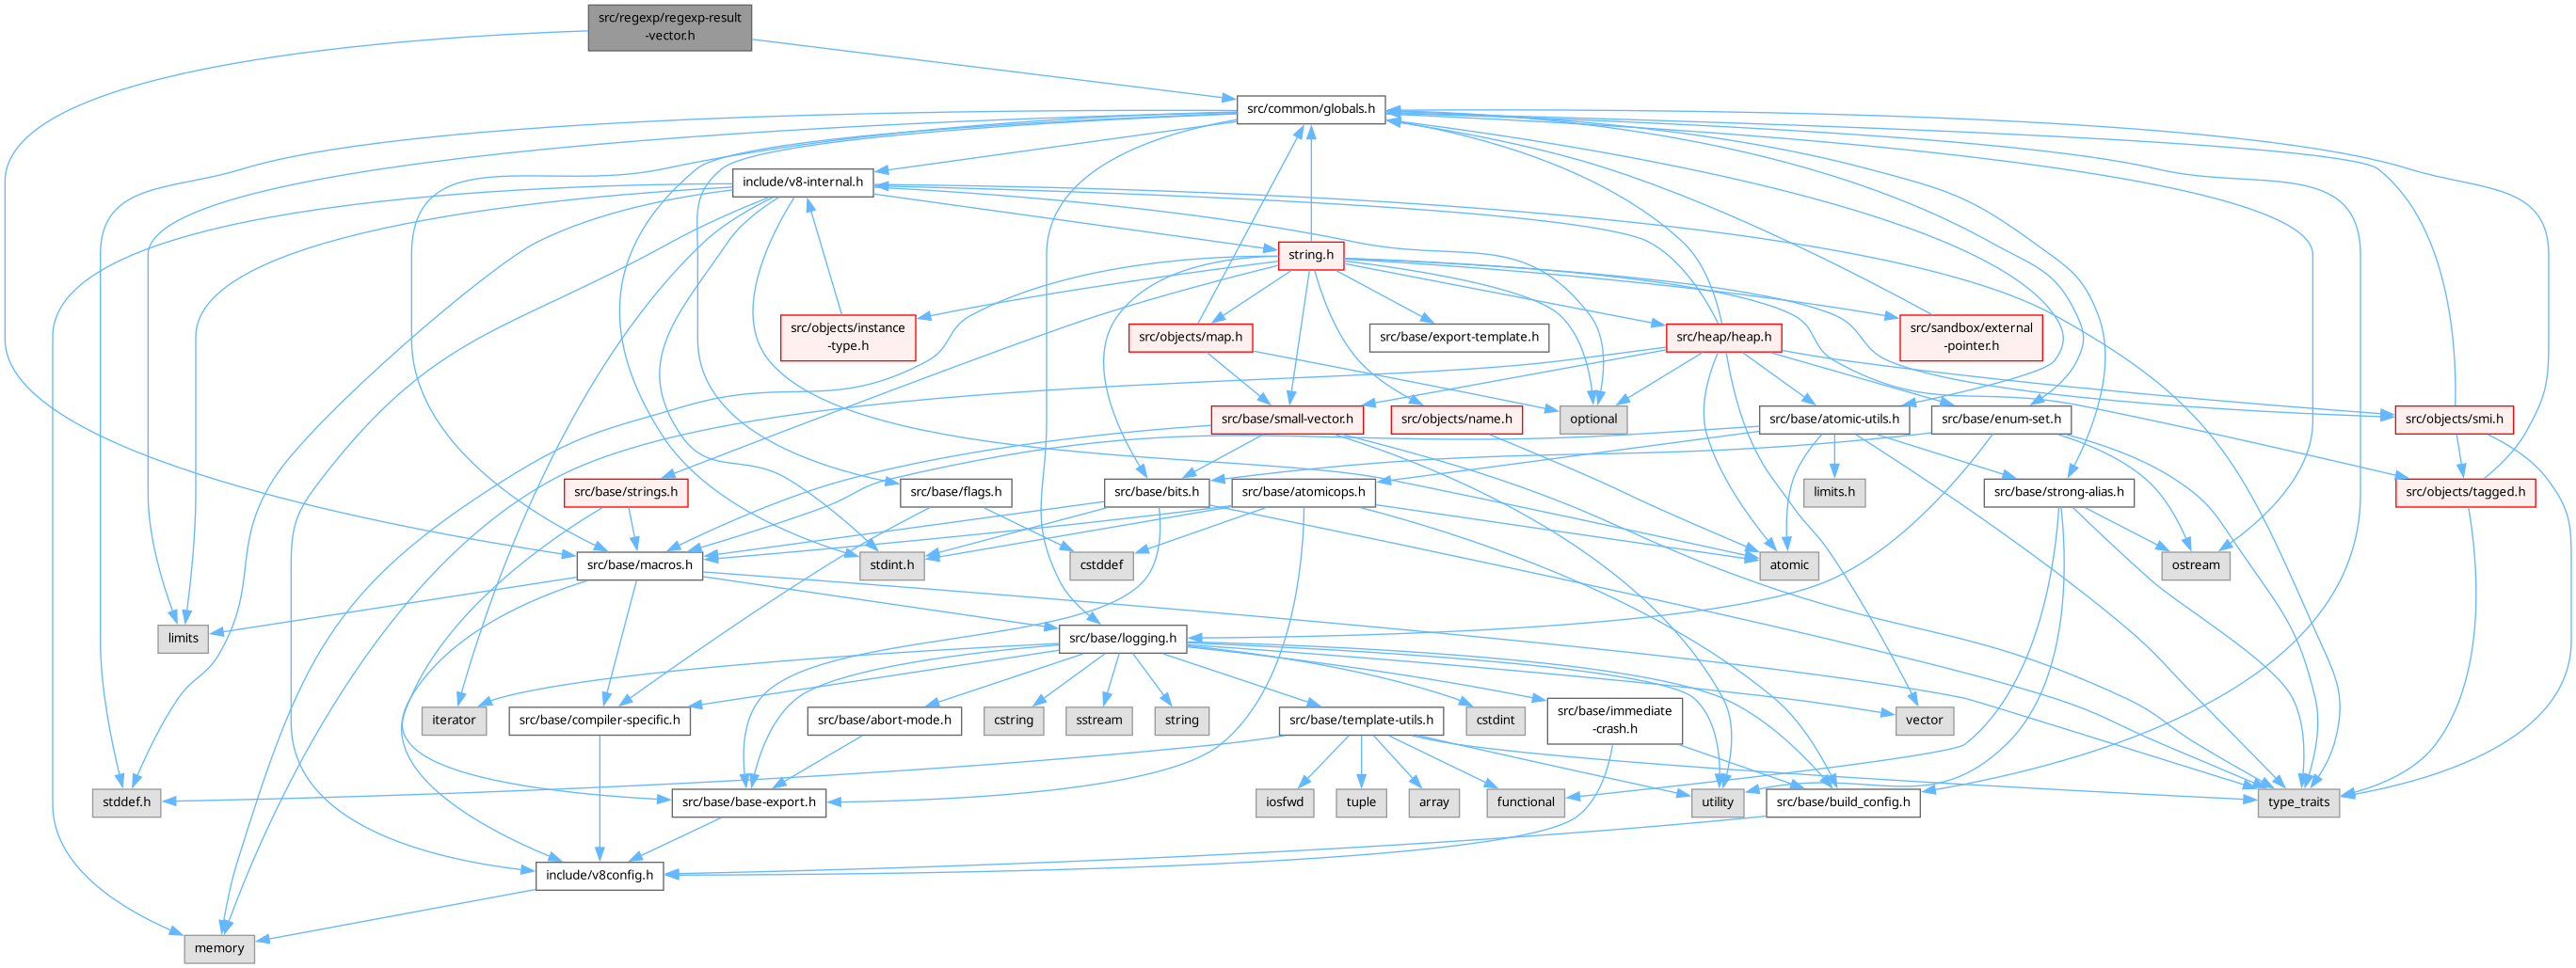 src/regexp/regexp-result
-vector.h
src/common/globals.h
include/v8-internal.h
string.h
src/objects/instance
-type.h
src/objects/map.h
src/base/export-template.h
src/heap/heap.h
src/sandbox/external
-pointer.h
src/base/small-vector.h
src/objects/name.h
optional
src/base/atomic-utils.h
src/base/enum-set.h
src/objects/smi.h
src/base/strings.h
src/base/flags.h
src/base/bits.h
src/base/atomicops.h
limits.h
src/base/strong-alias.h
src/objects/tagged.h
src/base/macros.h
stdint.h
cstddef
atomic
ostream
limits
src/base/logging.h
iterator
src/base/compiler-specific.h
src/base/abort-mode.h
cstring
sstream
string
src/base/template-utils.h
cstdint
src/base/immediate
-crash.h
vector
stddef.h
src/base/base-export.h
iosfwd
tuple
array
functional
utility
src/base/build_config.h
type_traits
include/v8config.h
memory